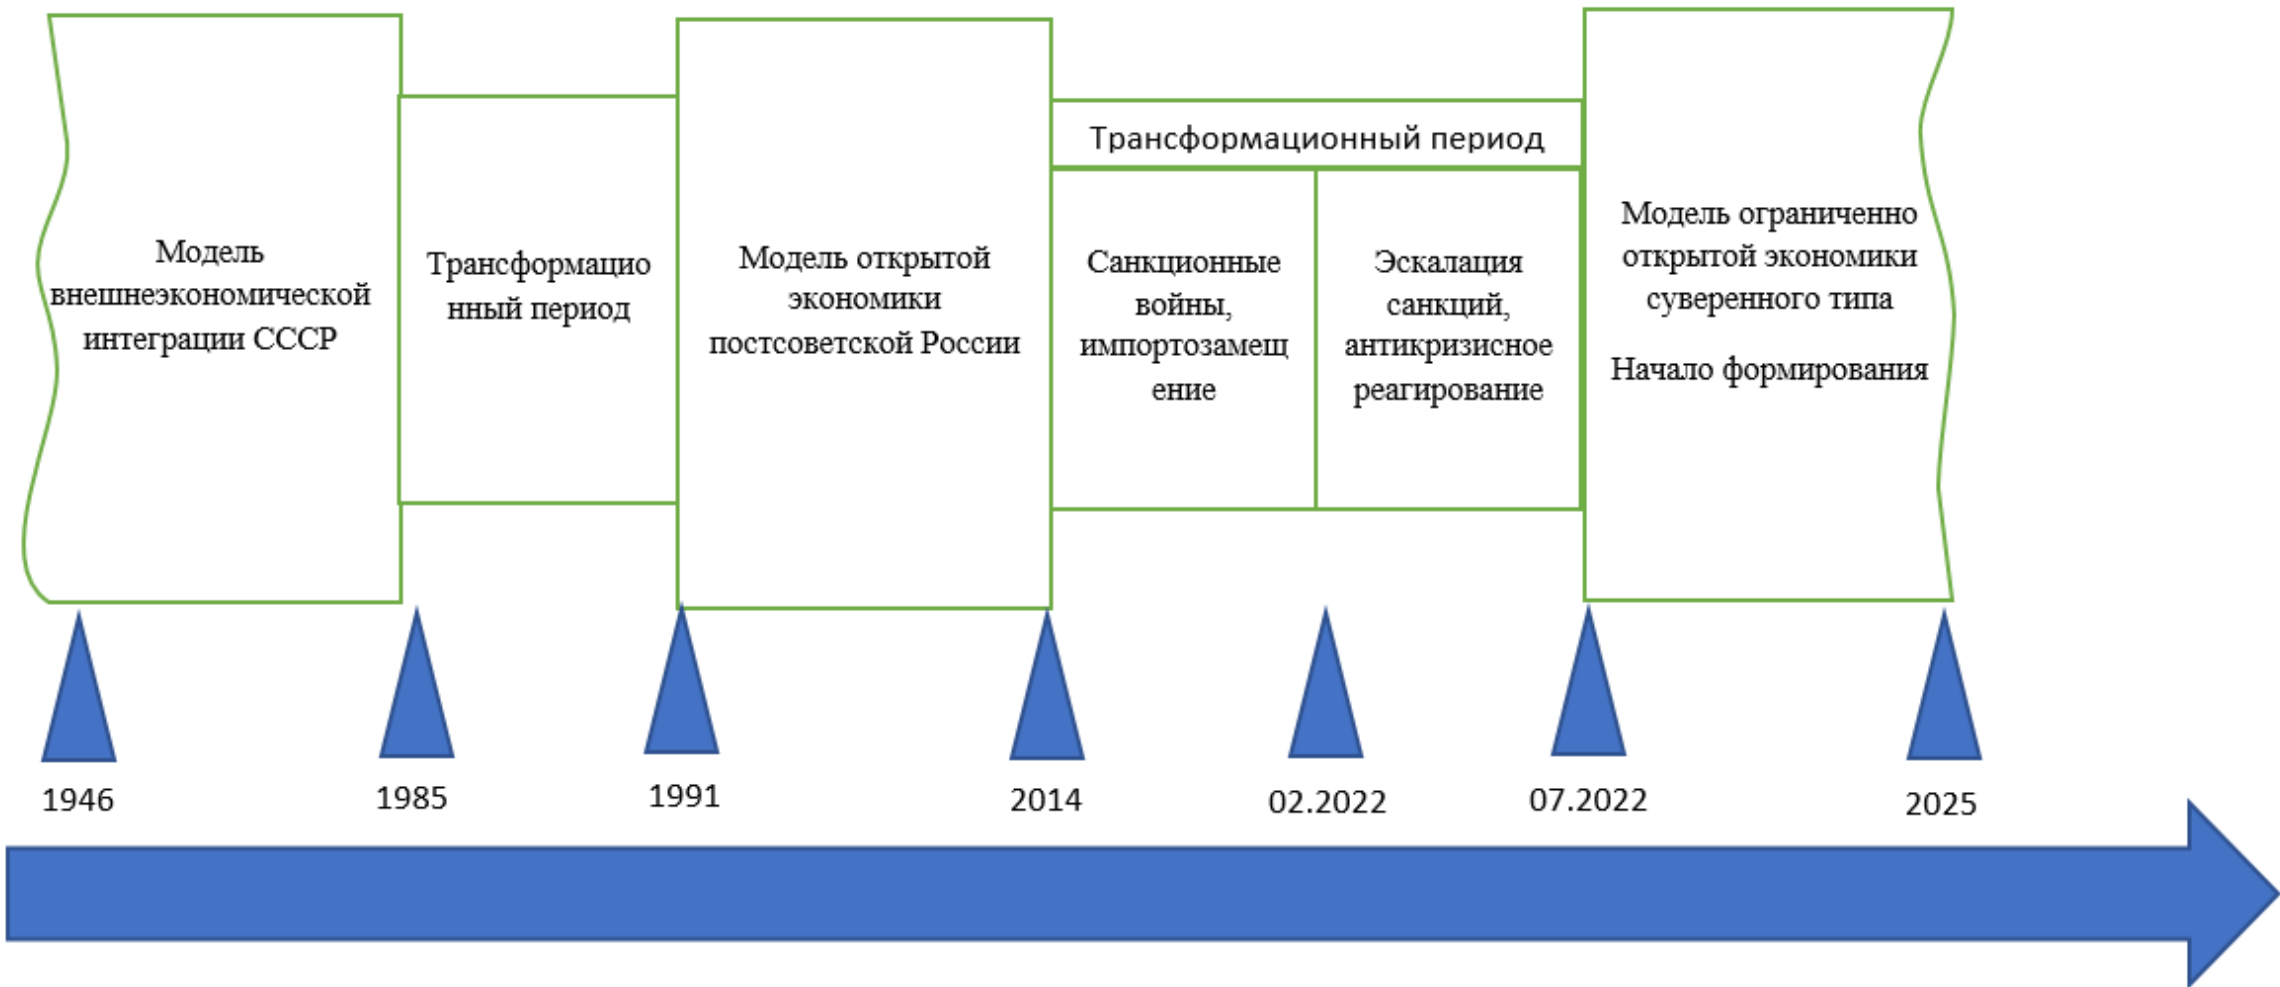 Модель
внешнеэкономической
интеграции СССР
Трансформацио
нный период
Модель открытой
экономики
постсоветской России
Трансформационный период
Санкционные
войны,
импортозамещ
ение
Эскалация
санкций,
антикризисное
реагирование
Модель ограниченно
открытой экономики
суверенного типа
Начало формирования
1946
1985
1991
2014
02.2022
07.2022
2025